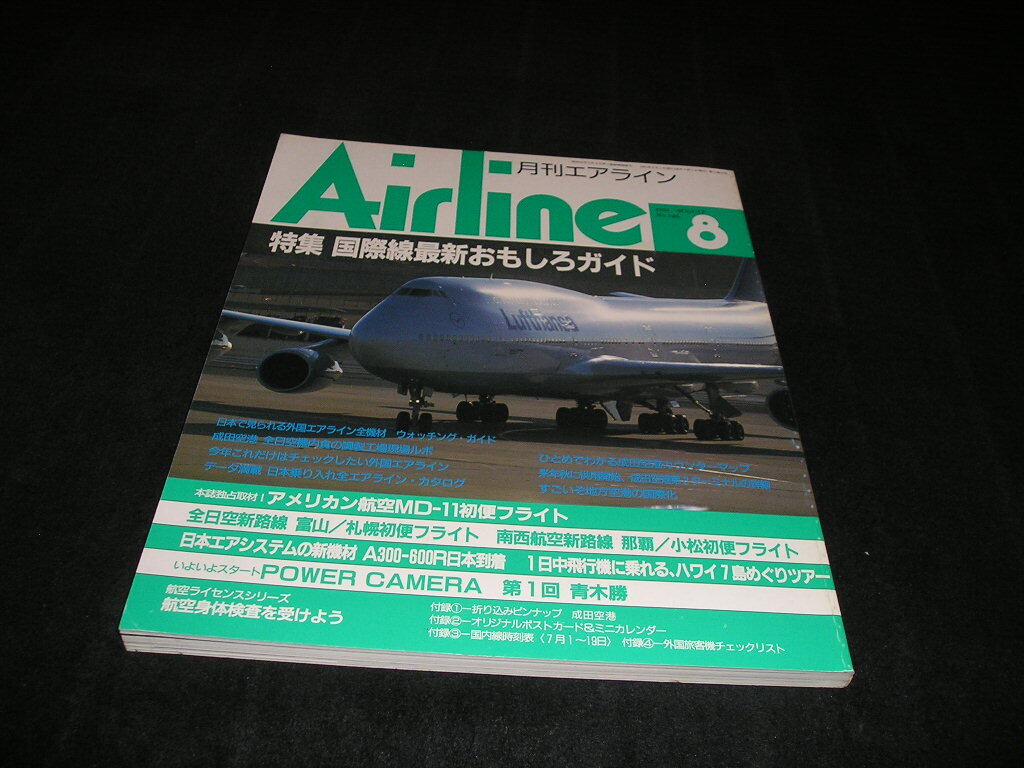 月刊エアライン
Airline
8
特集 国際線最新おもしろガイド
Lufthansa
日本で見られる外国エアライン全機材 ウォッチング・ガイド
成田空港 全日空機内食の調製工場現場ルポ
今年これだけはチェックしたい外国エアライン
データ満載 日本乗り入れ全エアライン・カタログ
ひとめでわかる成田空港
すごいぞ地方空港の国際化
本誌独占取材!アメリカン航空MD-11初便フライト
全日空新路線 富山/札幌初便フライト 南西航空新路線 那覇/小松初便フライト
日本エアシステムの新機材 A300-600R日本到着 1日中飛行機に乗れる、ハワイ7島めぐりツアー
いよいよスタートPOWER CAMERA 第1回 青木勝
航空ライセンスシリーズ
航空身体検査を受けよう
付録①—折り込みピンナップ 成田空港
付録②—オリジナルポストカード&ミニカレンダー
付録③—国内線時刻表〈7月1〜19日〉 付録④—外国旅客機チェックリスト